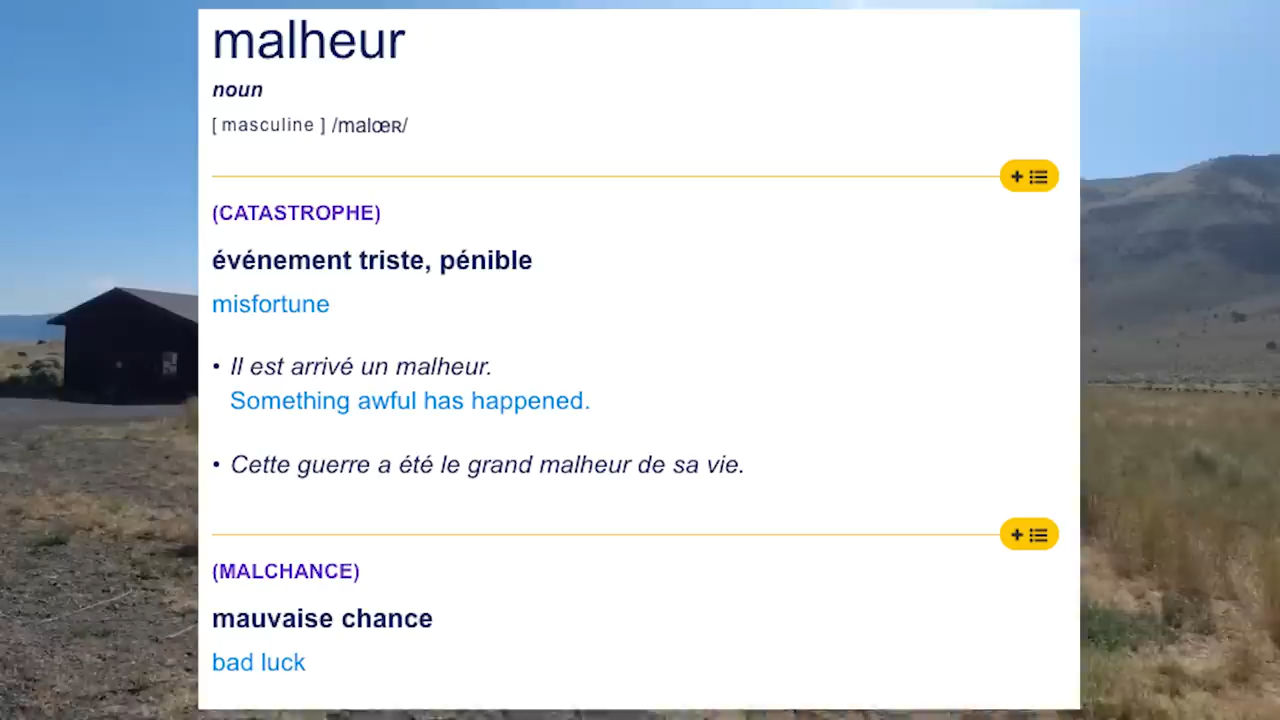 malheur
noun
[ masculine ] /malœʀ/
(CATASTROPHE)
événement triste, pénible
misfortune
• Il est arrivé un malheur.
Something awful has happened.
• Cette guerre a été le grand malheur de sa vie.
(MALCHANCE)
mauvaise chance
bad luck